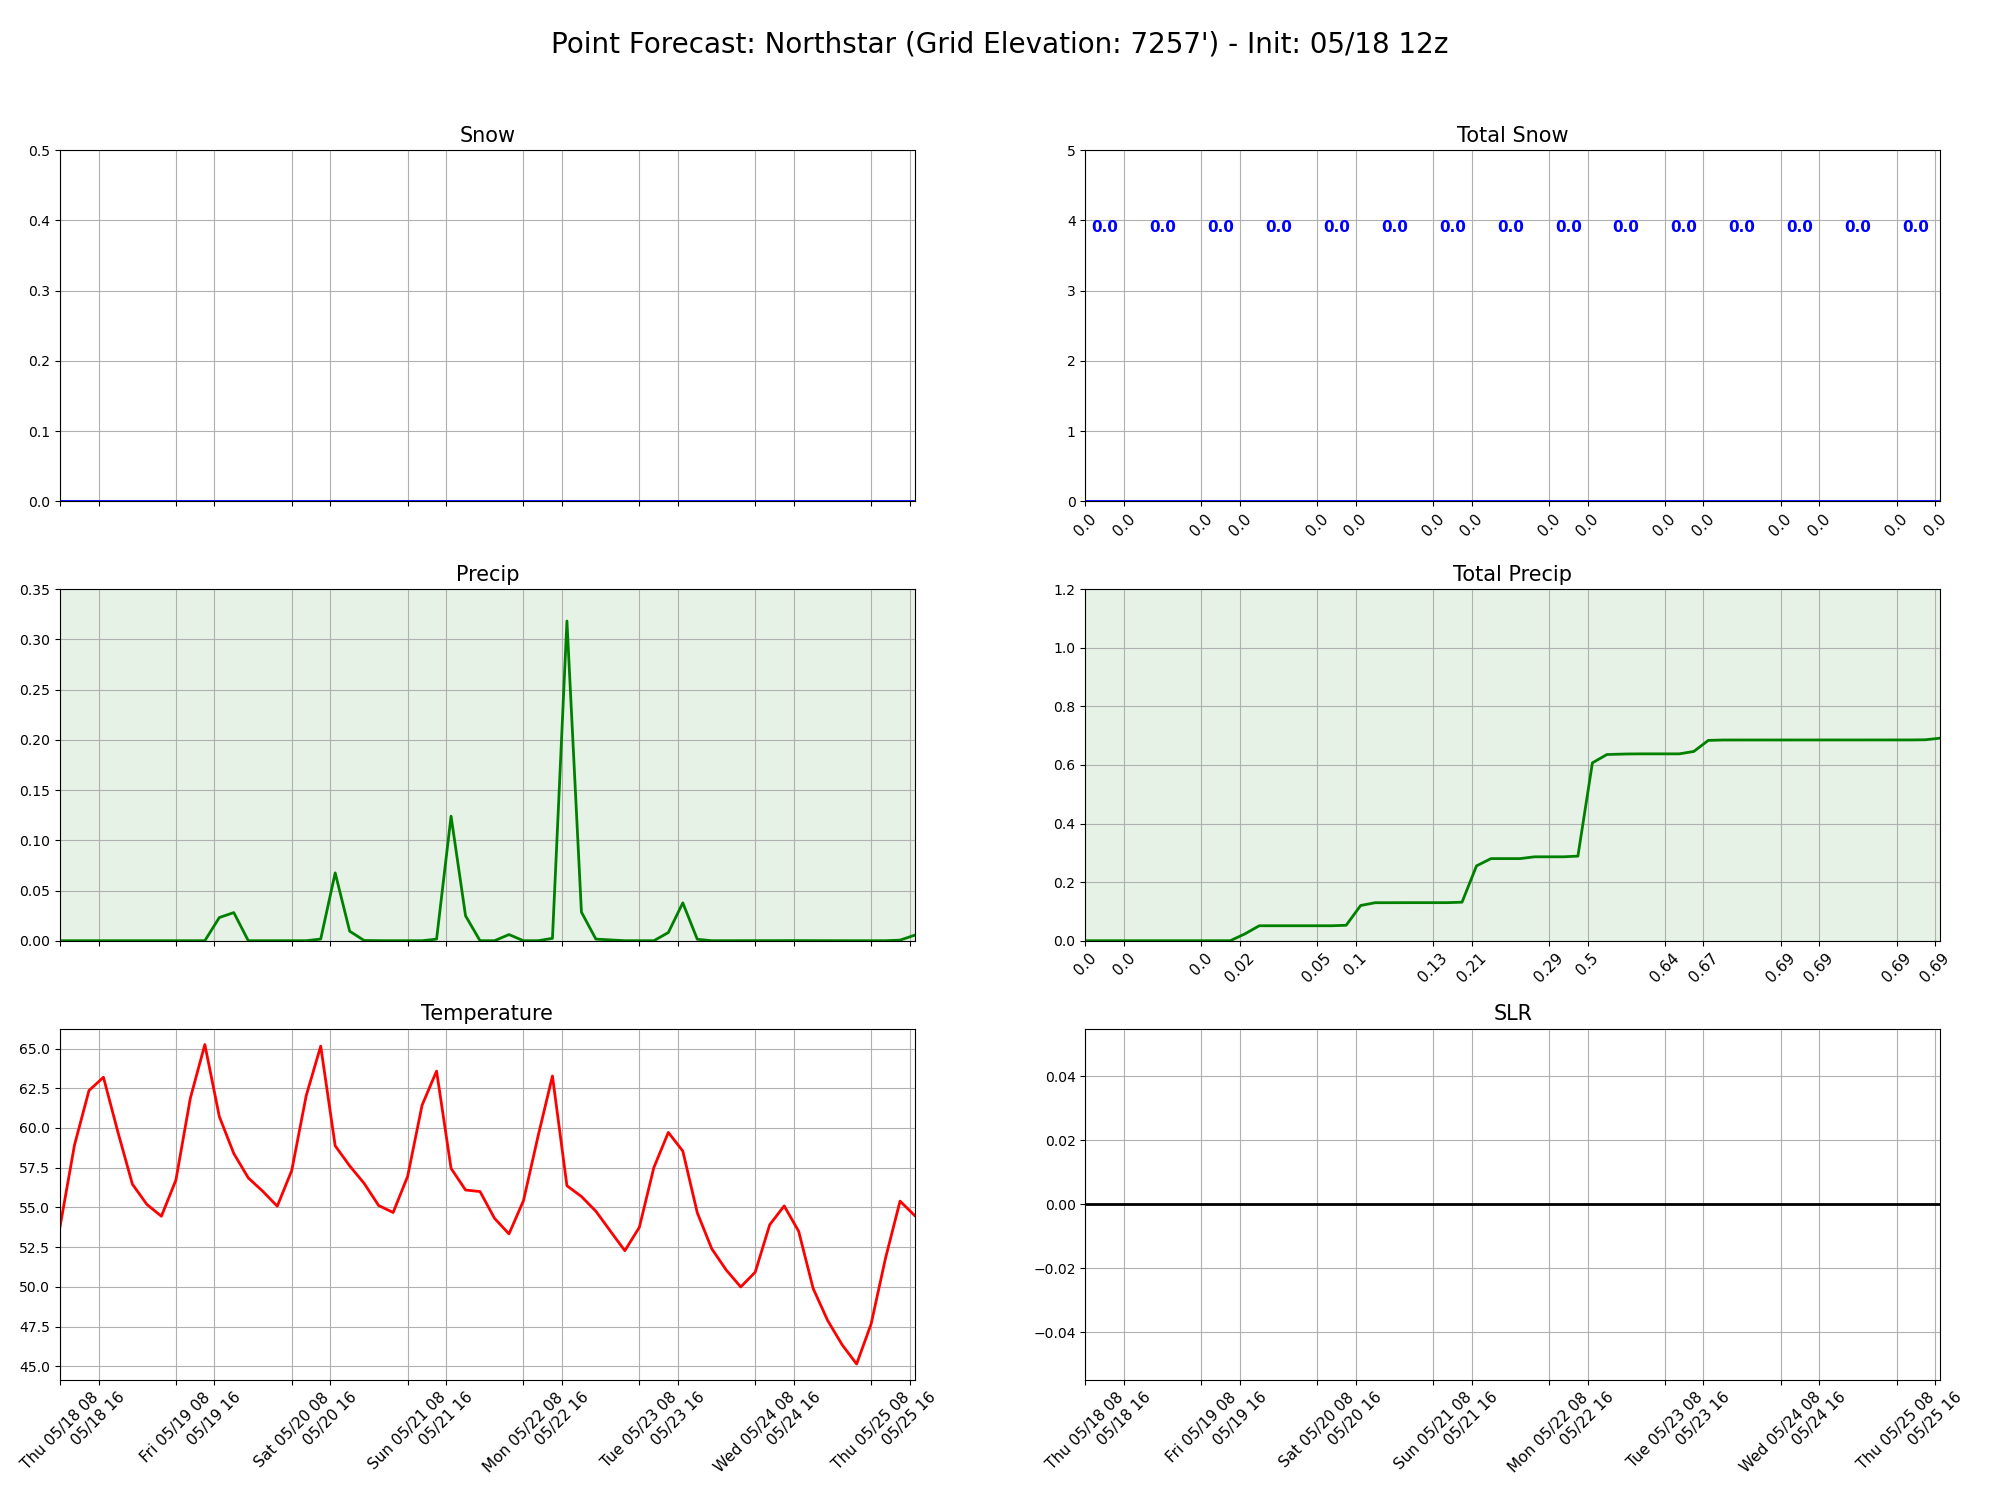 Point Forecast: Northstar (Grid Elevation: 7257') - Init: 05/18 12z
Snow
0.5
0.4
0.3
0.2
0.1
0.0
Total Snow
5
4
3
2
1
0
0.0 0.0 0.0 0.0 0.0 0.0 0.0 0.0 0.0 0.0 0.0 0.0 0.0 0.0 0.0
0.0 0.0 0.0 0.0 0.0 0.0 0.0 0.0 0.0 0.0 0.0 0.0 0.0 0.0 0.0 0.0
Precip
0.35
0.30
0.25
0.20
0.15
0.10
0.05
0.00
Total Precip
1.2
1.0
0.8
0.6
0.4
0.2
0.0
0.0 0.0 0.0 0.02 0.05 0.1 0.13 0.21 0.29 0.5 0.64 0.67 0.69 0.69 0.69 0.69
Temperature
65.0
62.5
60.0
57.5
55.0
52.5
50.0
47.5
45.0
Thu 05/18 08
05/18 16
Fri 05/19 08
05/19 16
Sat 05/20 08
05/20 16
Sun 05/21 08
05/21 16
Mon 05/22 08
05/22 16
Tue 05/23 08
05/23 16
Wed 05/24 08
05/24 16
Thu 05/25 08
05/25 16
SLR
0.04
0.02
0.00
−0.02
−0.04
Thu 05/18 08
05/18 16
Fri 05/19 08
05/19 16
Sat 05/20 08
05/20 16
Sun 05/21 08
05/21 16
Mon 05/22 08
05/22 16
Tue 05/23 08
05/23 16
Wed 05/24 08
05/24 16
Thu 05/25 08
05/25 16